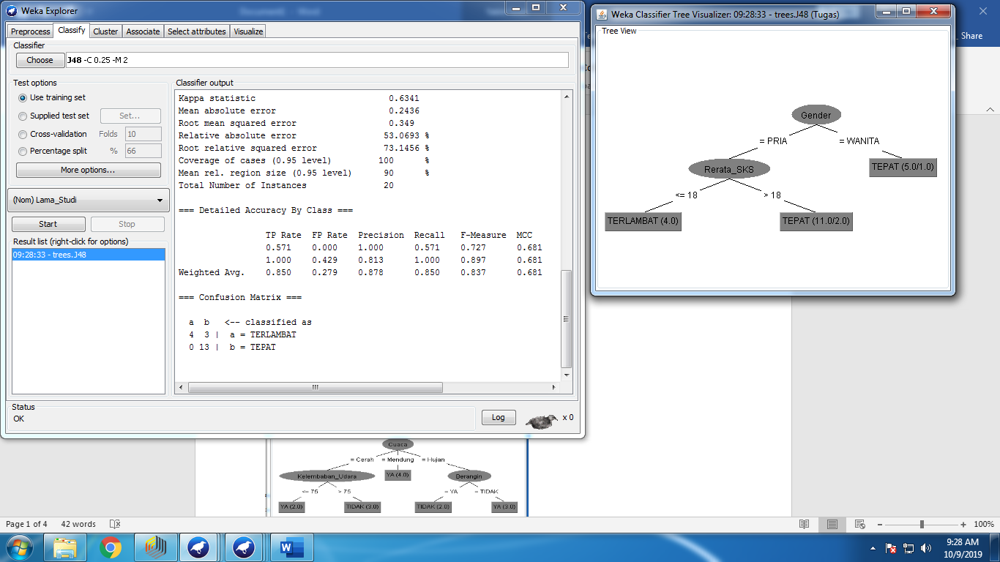 Weka Explorer
Preprocess Classify Cluster Associate Select attributes Visualize
Classifier
Choose J48 -C 0.25 -M 2
Test options
Use training set
Supplied test set Set...
Cross-validation Folds 10
Percentage split % 66
More options...
(Nom) Lama_Studi
Start Stop
Result list (right-click for options)
09:28:33 - trees.J48
Classifier output
Kappa statistic 0.6341
Mean absolute error 0.2436
Root mean squared error 0.349
Relative absolute error 53.0693 %
Root relative squared error 73.1456 %
Coverage of cases (0.95 level) 100 %
Mean rel. region size (0.95 level) 90 %
Total Number of Instances 20
=== Detailed Accuracy By Class ===
TP Rate FP Rate Precision Recall F-Measure MCC
0.571 0.000 1.000 0.571 0.727 0.681
1.000 0.429 0.813 1.000 0.897 0.681
Weighted Avg. 0.850 0.279 0.878 0.850 0.837 0.681
=== Confusion Matrix ===
a b <-- classified as
4 3 | a = TERLAMBAT
0 13 | b = TEPAT
Status
OK
Log
x 0
Weka Classifier Tree Visualizer: 09:28:33 - trees.J48 (Tugas)
Tree View
Gender
= PRIA = WANITA
Rerata_SKS TEPAT (5.0/1.0)
<= 18 > 18
TERLAMBAT (4.0) TEPAT (11.0/2.0)
Share
Cuaca
= Cerah = Mendung = Hujan
Kelembaban_Udara YA (4.0) Berangin
<= 75 > 75 = YA = TIDAK
YA (2.0) TIDAK (3.0) TIDAK (2.0) YA (3.0)
Page 1 of 4 42 words
100%
9:28 AM
10/9/2019